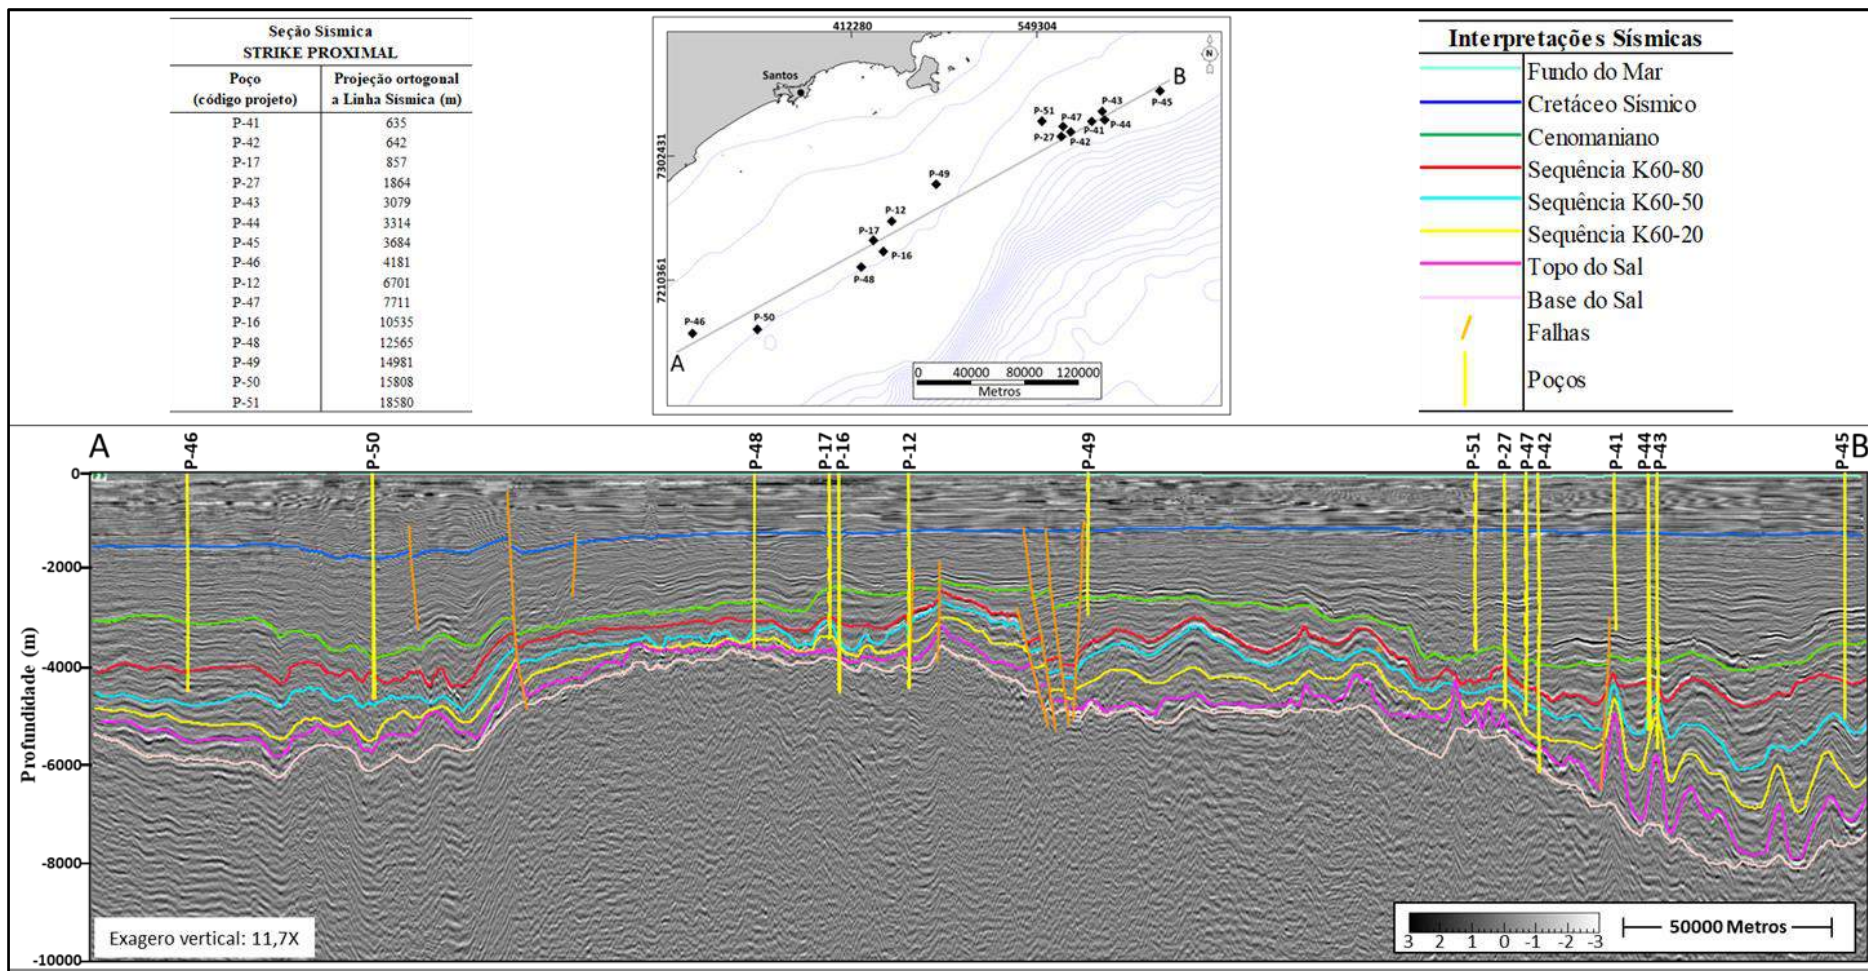 Seção Sísmica
STRIKE PROXIMAL
Poço Projeção ortogonal
(código projeto) a Linha Sísmica (m)
P-41 635
P-42 642
P-17 857
P-27 1864
P-43 3079
P-44 3314
P-45 3684
P-46 4181
P-12 6701
P-47 7711
P-16 10535
P-48 12565
P-49 14981
P-50 15808
P-51 18580
412280 549304
7302431
7210361
Santos
N
B
P-45
P-43
P-51
P-47
P-41
P-44
P-27
P-42
P-49
P-12
P-17
P-16
P-48
P-50
P-46
A
0 40000 80000 120000
Metros
Interpretações Sísmicas
Fundo do Mar
Cretáceo Sísmico
Cenomaniano
Sequência K60-80
Sequência K60-50
Sequência K60-20
Topo do Sal
Base do Sal
Falhas
Poços
A P-46 P-50 P-48 P-17 P-16 P-12 P-49 P-51 P-27 P-47 P-42 P-41 P-44 P-43 P-45 B
Profundidade (m)
0
-2000
-4000
-6000
-8000
-10000
Exagero vertical: 11,7X
3 2 1 0 -1 -2 -3
50000 Metros